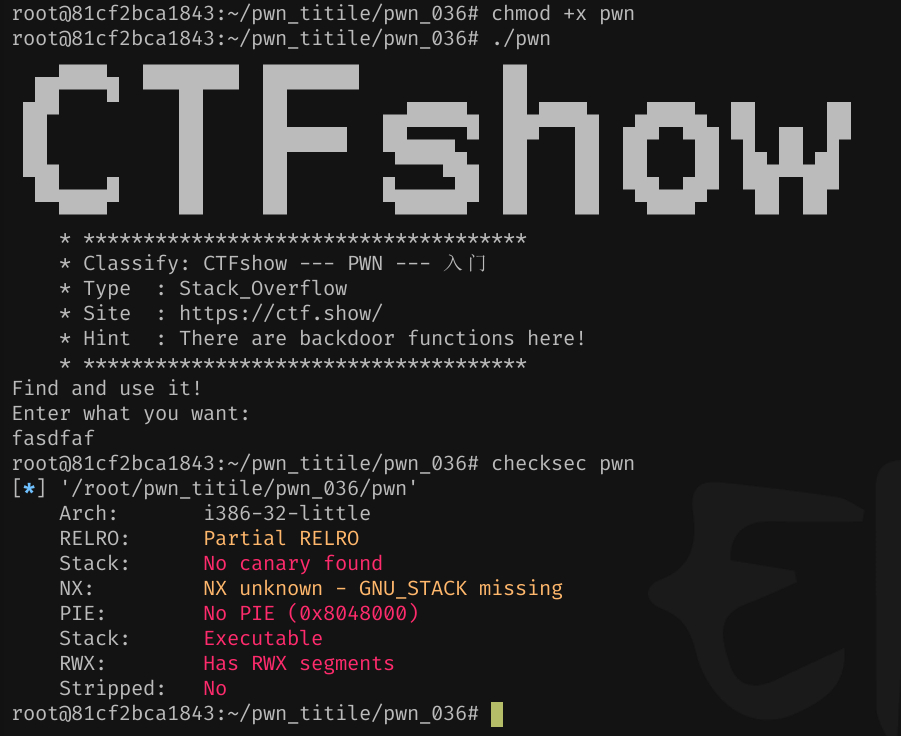 root@81cf2bca1843:~/pwn_titile/pwn_036# chmod +x pwn
root@81cf2bca1843:~/pwn_titile/pwn_036# ./pwn
CTFshow
* *************************************
* Classify: CTFshow --- PWN --- 入门
* Type  : Stack_Overflow
* Site  : https://ctf.show/
* Hint  : There are backdoor functions here!
* *************************************
Find and use it!
Enter what you want:
fasdfaf
root@81cf2bca1843:~/pwn_titile/pwn_036# checksec pwn
[*] '/root/pwn_titile/pwn_036/pwn'
Arch:       i386-32-little
RELRO:      Partial RELRO
Stack:      No canary found
NX:         NX unknown - GNU_STACK missing
PIE:        No PIE (0x8048000)
Stack:      Executable
RWX:        Has RWX segments
Stripped:   No
root@81cf2bca1843:~/pwn_titile/pwn_036#